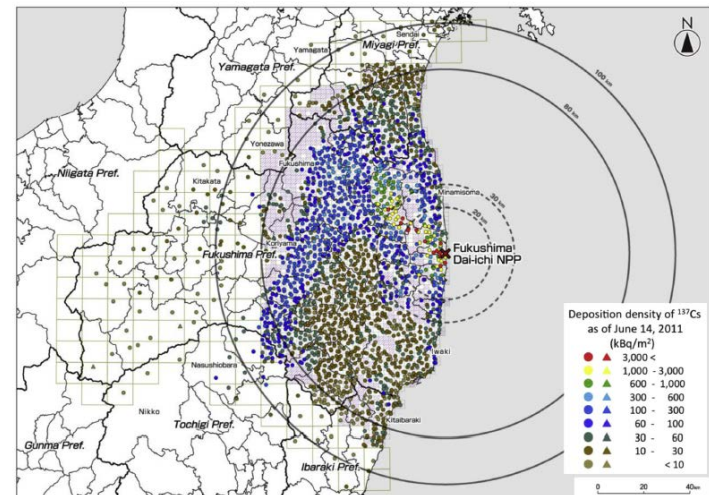 N
Sendai
Yamagata
Miyagi Pref.
Yamagata Pref.
100 km
80 km
Yonezawa
Fukushima
Niigata Pref.
Kitakata
Minamisoma
30 km
20 km
Koriyama
Fukushima Pref.
Fukushima
Dai-ichi NPP
Iwaki
Nasushiobara
Nikko
Kitaibaraki
Tochigi Pref.
Gunma Pref.
Ibaraki Pref.
Deposition density of ¹³⁷Cs
as of June 14, 2011
(kBq/m²)
3,000 <
1,000 - 3,000
600 - 1,000
300 - 600
100 - 300
60 - 100
30 - 60
10 - 30
< 10
0 20 40km